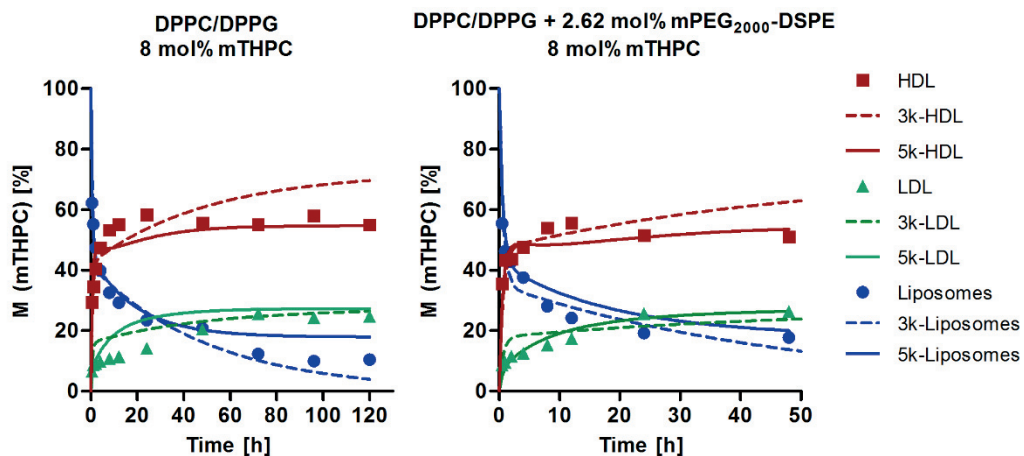 DPPC/DPPG
8 mol% mTHPC
M (mTHPC) [%]
100
80
60
40
20
0
0 20 40 60 80 100 120
Time [h]
DPPC/DPPG + 2.62 mol% mPEG2000-DSPE
8 mol% mTHPC
M (mTHPC) [%]
100
80
60
40
20
0
0 10 20 30 40 50
Time [h]
HDL
3k-HDL
5k-HDL
LDL
3k-LDL
5k-LDL
Liposomes
3k-Liposomes
5k-Liposomes